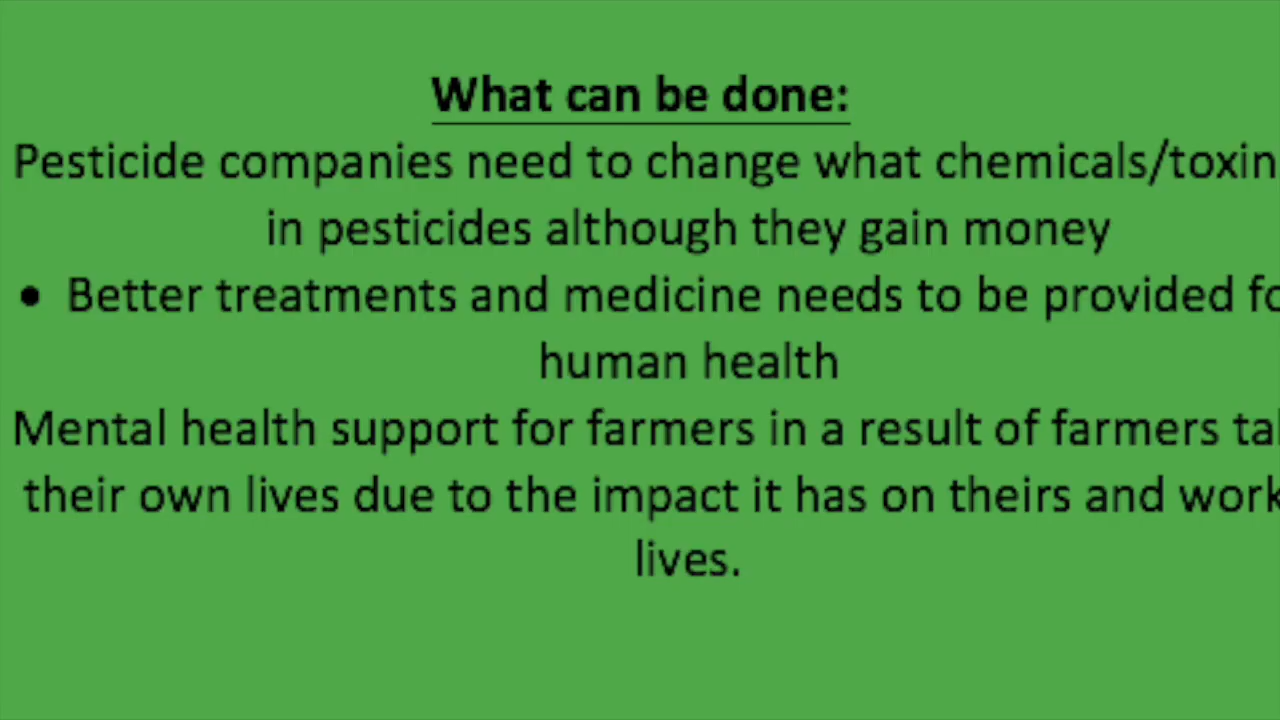 What can be done:
Pesticide companies need to change what chemicals/toxin
in pesticides although they gain money
• Better treatments and medicine needs to be provided
human health
Mental health support for farmers in a result of farmers
their own lives due to the impact it has on theirs and work
lives.